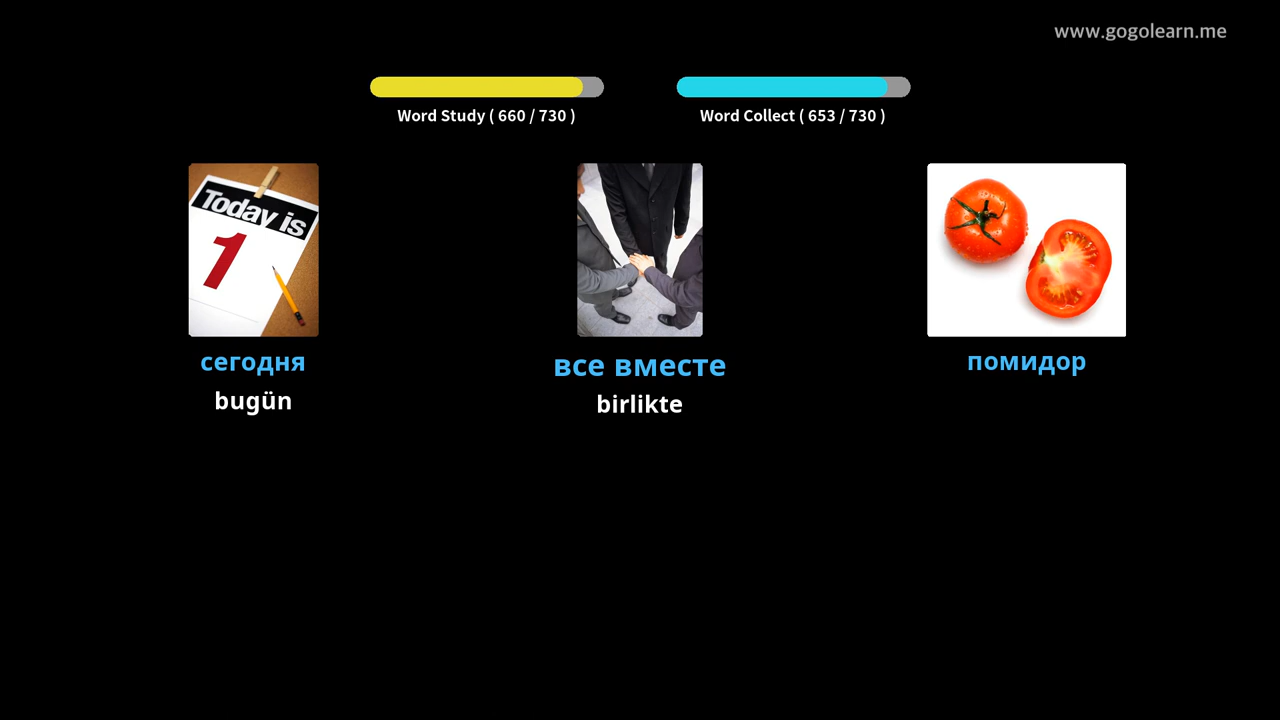 www.gogolearn.me
Word Study ( 660 / 730 )
Word Collect ( 653 / 730 )
Today is
1
сегодня
bugün
все вместе
birlikte
помидор